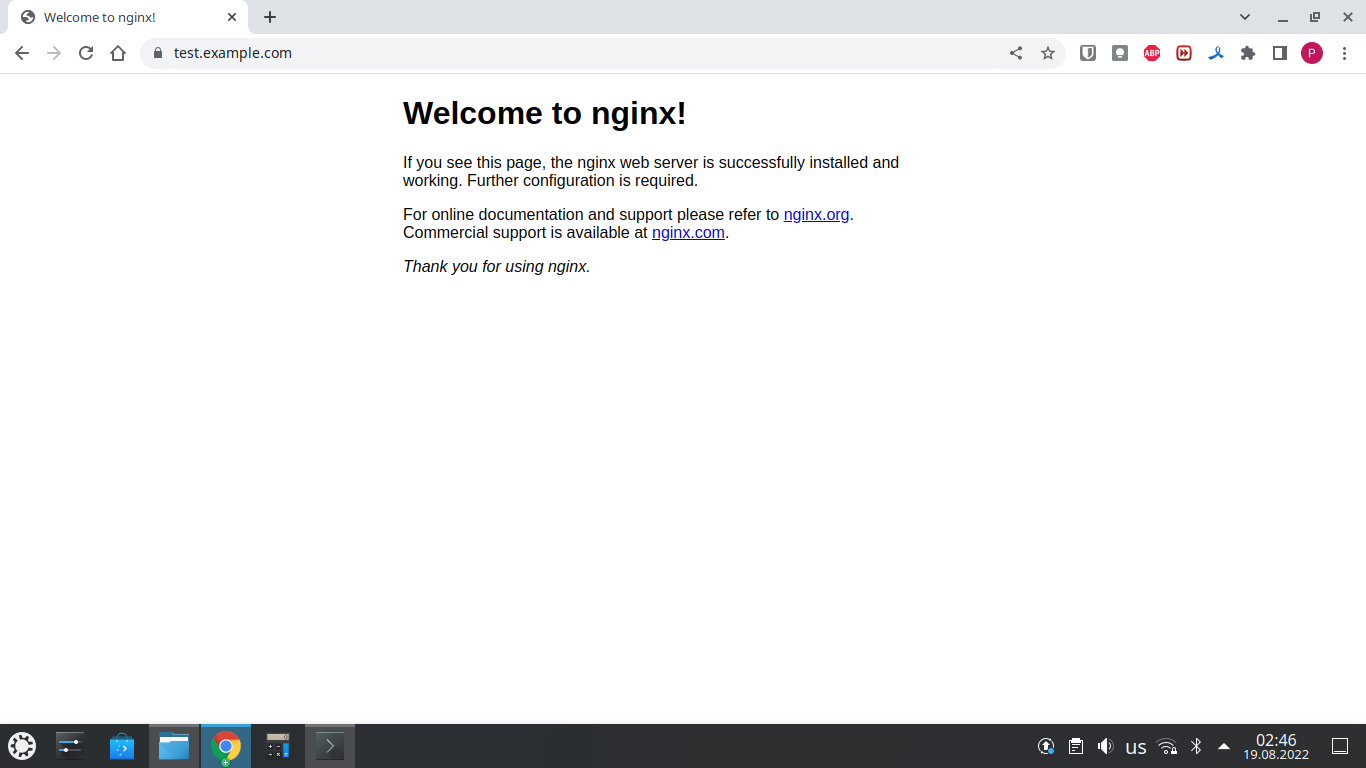 Welcome to nginx!
test.example.com
ABP
P
Welcome to nginx!
If you see this page, the nginx web server is successfully installed and
working. Further configuration is required.
For online documentation and support please refer to nginx.org.
Commercial support is available at nginx.com.
Thank you for using nginx.
us
02:46
19.08.2022